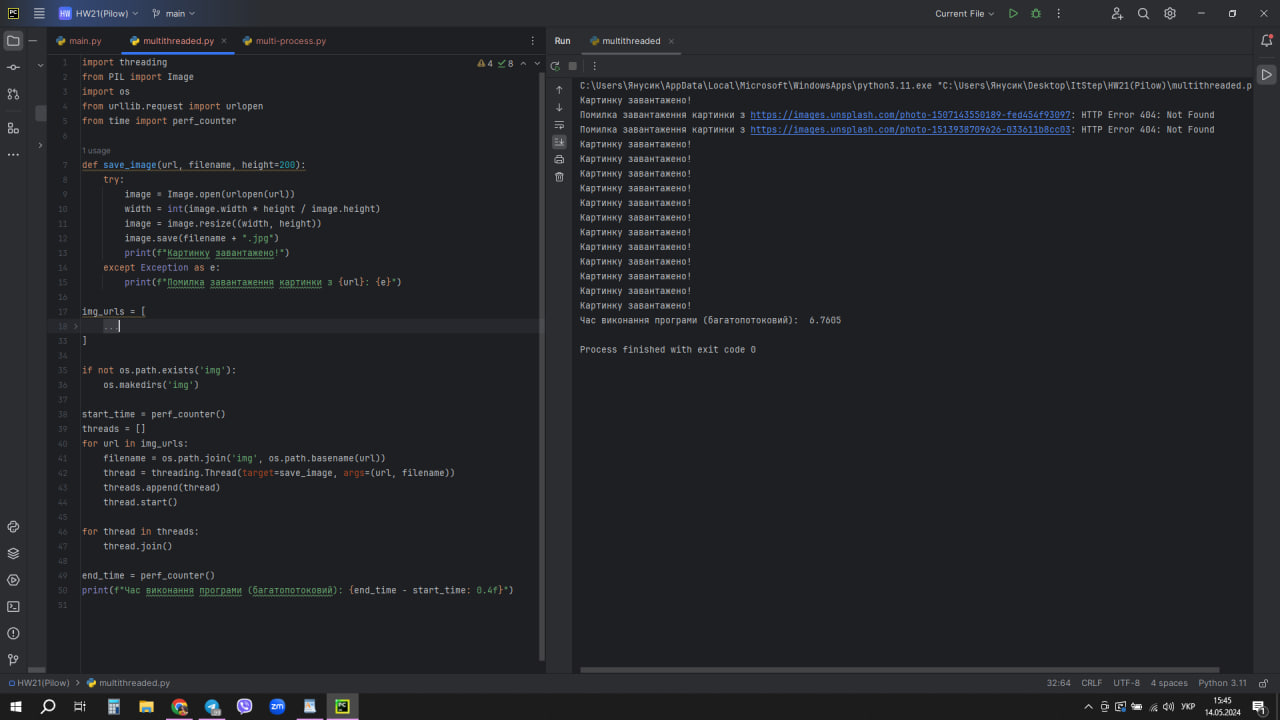 HW HW21(Pilow) main Current File
main.py multithreaded.py × multi-process.py
Run multithreaded ×
4 8
1 import threading
2 from PIL import Image
3 import os
4 from urllib.request import urlopen
5 from time import perf_counter
6
1 usage
7 def save_image(url, filename, height=200):
8 try:
9 image = Image.open(urlopen(url))
10 width = int(image.width * height / image.height)
11 image = image.resize((width, height))
12 image.save(filename + ".jpg")
13 print(f"Картинку завантажено!")
14 except Exception as e:
15 print(f"Помилка завантаження картинки з {url}: {e}")
16
17 img_urls = [
18 ...
33 ]
34
35 if not os.path.exists('img'):
36 os.makedirs('img')
37
38 start_time = perf_counter()
39 threads = []
40 for url in img_urls:
41 filename = os.path.join('img', os.path.basename(url))
42 thread = threading.Thread(target=save_image, args=(url, filename))
43 threads.append(thread)
44 thread.start()
45
46 for thread in threads:
47 thread.join()
48
49 end_time = perf_counter()
50 print(f"Час виконання програми (багатопотоковий): {end_time - start_time: 0.4f}")
51
C:\Users\Янусик\AppData\Local\Microsoft\WindowsApps\python3.11.exe "C:\Users\Янусик\Desktop\ItStep\HW21(Pilow)\multithreaded.p
Картинку завантажено!
Помилка завантаження картинки з https://images.unsplash.com/photo-1507143550189-fed454f93097: HTTP Error 404: Not Found
Помилка завантаження картинки з https://images.unsplash.com/photo-1513938709626-033611b8cc03: HTTP Error 404: Not Found
Картинку завантажено!
Картинку завантажено!
Картинку завантажено!
Картинку завантажено!
Картинку завантажено!
Картинку завантажено!
Картинку завантажено!
Картинку завантажено!
Картинку завантажено!
Картинку завантажено!
Картинку завантажено!
Картинку завантажено!
Час виконання програми (багатопотоковий):  6.7605
Process finished with exit code 0
HW21(Pilow) > multithreaded.py
32:64 CRLF UTF-8 4 spaces Python 3.11
УКР
15:45
14.05.2024
1